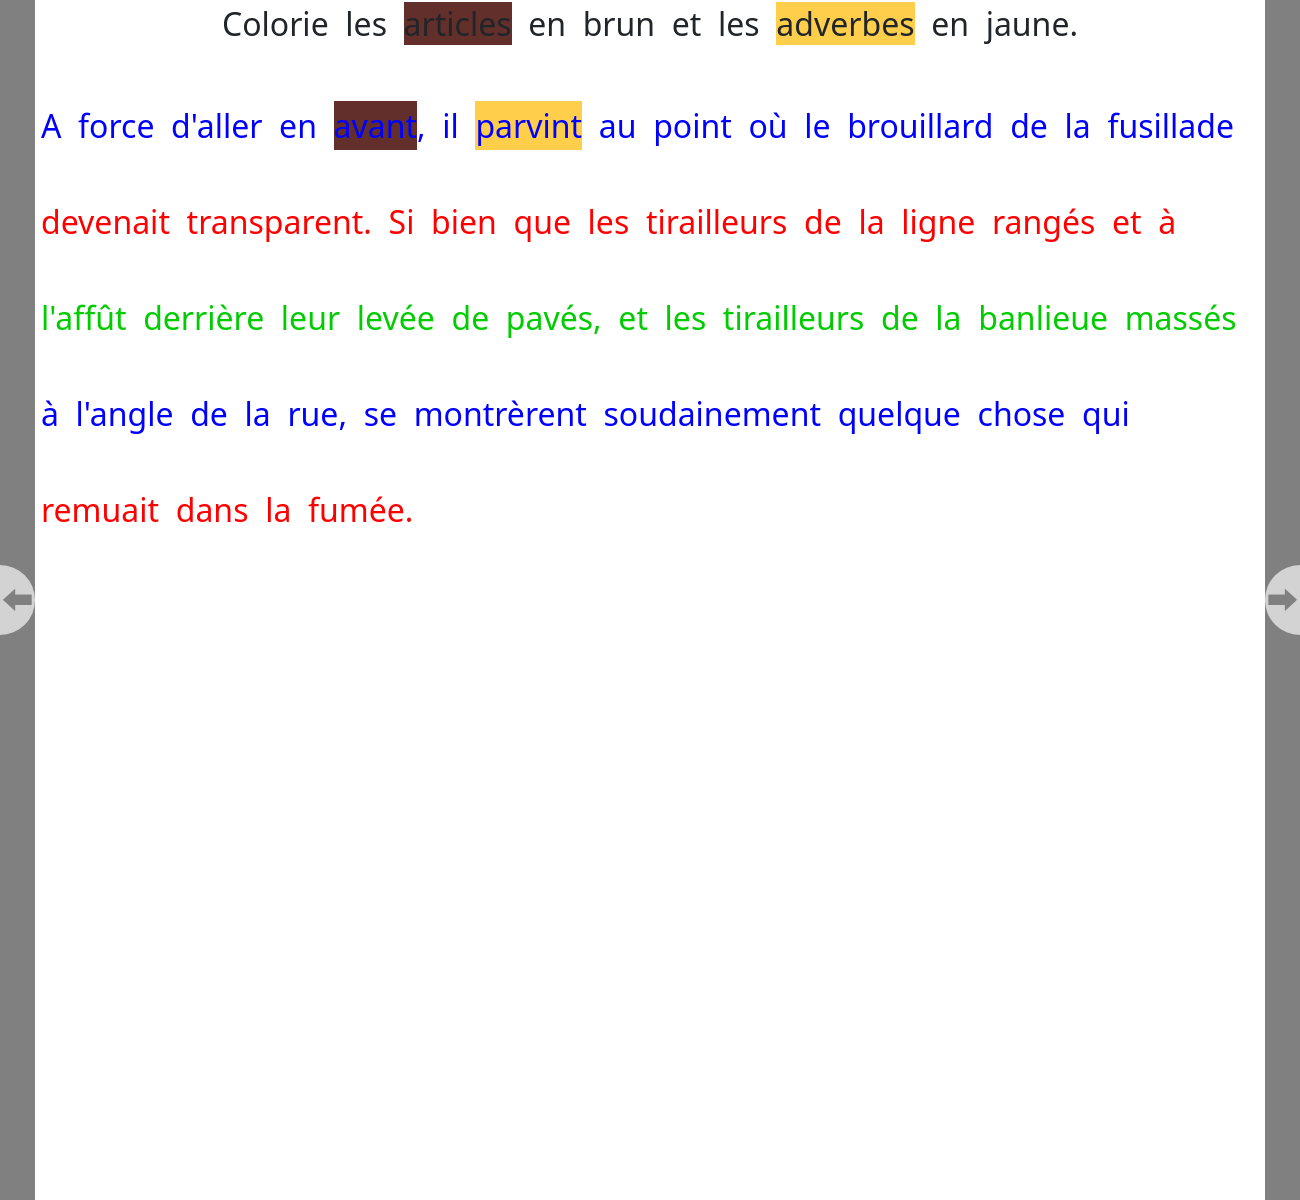 Colorie les articles en brun et les adverbes en jaune.
A force d'aller en avant, il parvint au point où le brouillard de la fusillade
devenait transparent. Si bien que les tirailleurs de la ligne rangés et à
l'affût derrière leur levée de pavés, et les tirailleurs de la banlieue massés
à l'angle de la rue, se montrèrent soudainement quelque chose qui
remuait dans la fumée.